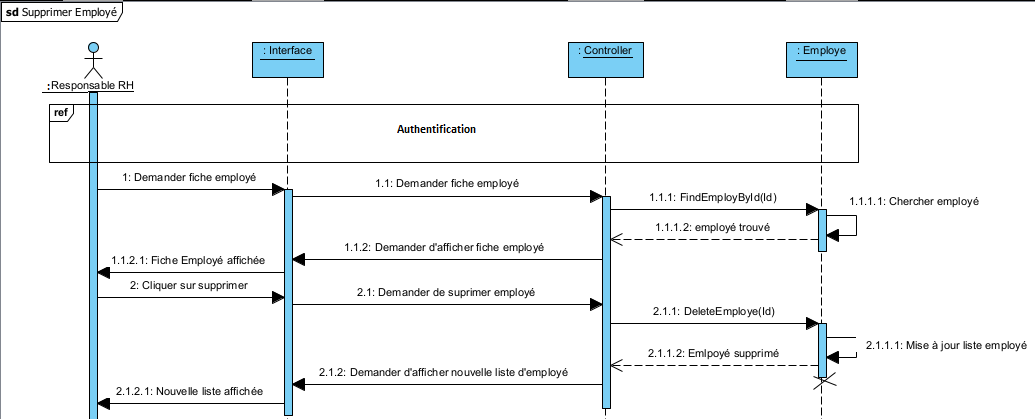 sd Supprimer Employé
: Interface
: Controller
: Employe
:Responsable RH
ref
Authentification
1: Demander fiche employé
1.1: Demander fiche employé
1.1.1: FindEmployById(Id)
1.1.1.1: Chercher employé
1.1.1.2: employé trouvé
1.1.2: Demander d'afficher fiche employé
1.1.2.1: Fiche Employé affichée
2: Cliquer sur supprimer
2.1: Demander de suprimer employé
2.1.1: DeleteEmploye(Id)
2.1.1.1: Mise à jour liste employé
2.1.1.2: Emlpoyé supprimé
2.1.2: Demander d'afficher nouvelle liste d'employé
2.1.2.1: Nouvelle liste affichée